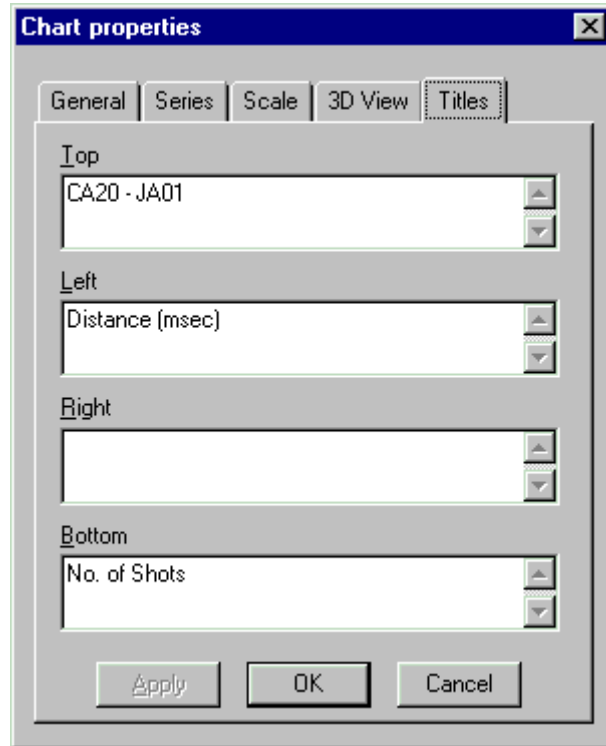 Chart properties
General Series Scale 3D View Titles
Top
CA20 - JA01
Left
Distance (msec)
Right
Bottom
No. of Shots
Apply OK Cancel